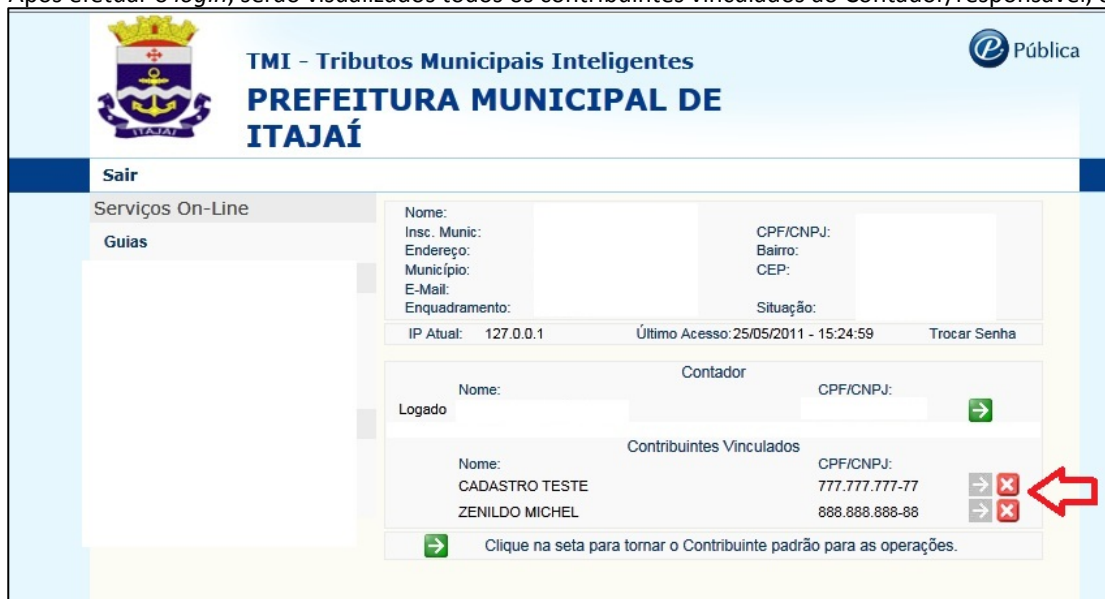 Após efetuar o login, serão visualizados todos os contribuintes vinculados ao Contador/responsável,
ITAJAÍ
TMI - Tributos Municipais Inteligentes
PREFEITURA MUNICIPAL DE
ITAJAÍ
Pública
Sair
Serviços On-Line
Guias
Nome:
Insc. Munic: CPF/CNPJ:
Endereço: Bairro:
Município: CEP:
E-Mail:
Enquadramento: Situação:
IP Atual: 127.0.0.1 Último Acesso: 25/05/2011 - 15:24:59 Trocar Senha
Contador
Nome: CPF/CNPJ:
Logado
Contribuintes Vinculados
Nome: CPF/CNPJ:
CADASTRO TESTE 777.777.777-77
ZENILDO MICHEL 888.888.888-88
Clique na seta para tornar o Contribuinte padrão para as operações.